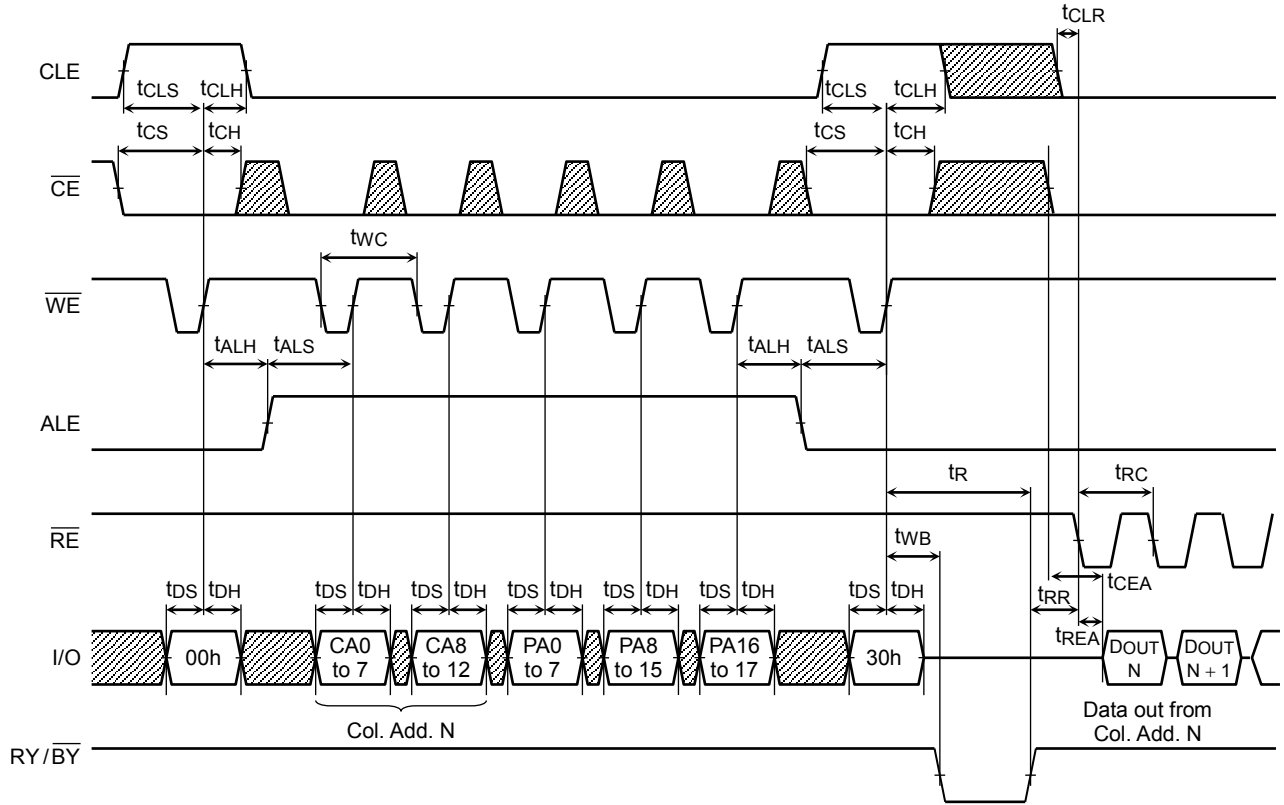 tCLR
CLE
tCLS tCLH tCLS tCLH
tCS tCH tCS tCH
CE
tWC
WE
tALH tALS tALH tALS
ALE
tR tRC
RE
tWB
tCEA
tDS tDH tDS tDH tDS tDH tDS tDH tDS tDH tDS tDH tDS tDH tRR
tREA
I/O 00h CA0 to 7 CA8 to 12 PA0 to 7 PA8 to 15 PA16 to 17 30h DOUT N DOUT N + 1
Col. Add. N
Data out from
Col. Add. N
RY/BY